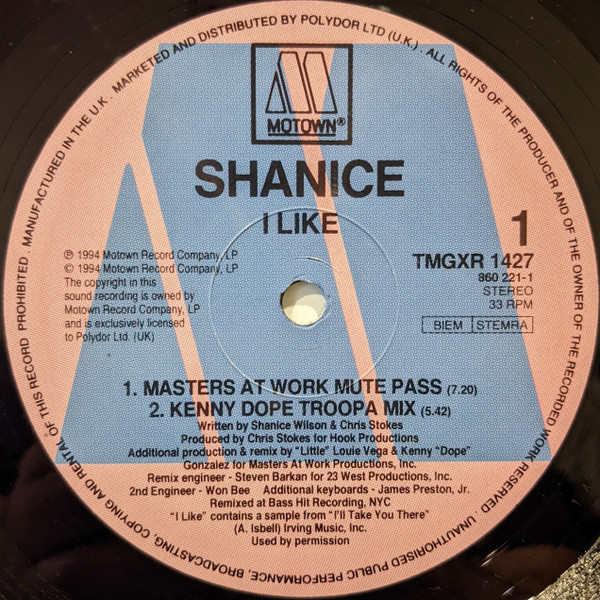 MANUFACTURED IN THE U.K. MARKETED AND DISTRIBUTED BY POLYDOR LTD (U.K.) . ALL RIGHTS OF THE PRODUCER AND OF THE OWNER OF THE RECORDED WORK RESERVED . UNAUTHORISED PUBLIC PERFORMANCE, BROADCASTING, COPYING AND RENTAL OF THIS RECORD PROHIBITED .
MOTOWN®
SHANICE
I LIKE
1
TMGXR 1427
860 221-1
STEREO
33 RPM
BIEM STEMRA
℗ 1994 Motown Record Company, LP
© 1994 Motown Record Company, LP
The copyright in this
sound recording is owned by
Motown Record Company, LP
and is exclusively licensed
to Polydor Ltd. (UK)
1. MASTERS AT WORK MUTE PASS (7.20)
2. KENNY DOPE TROOPA MIX (5.42)
Written by Shanice Wilson & Chris Stokes
Produced by Chris Stokes for Hook Productions
Additional production & remix by "Little" Louie Vega & Kenny "Dope"
Gonzalez for Masters At Work Productions, Inc.
Remix engineer - Steven Barkan for 23 West Productions, Inc.
2nd Engineer - Won Bee Additional keyboards - James Preston, Jr.
Remixed at Bass Hit Recording, NYC
"I Like" contains a sample from "I'll Take You There"
(A. Isbell) Irving Music, Inc.
Used by permission